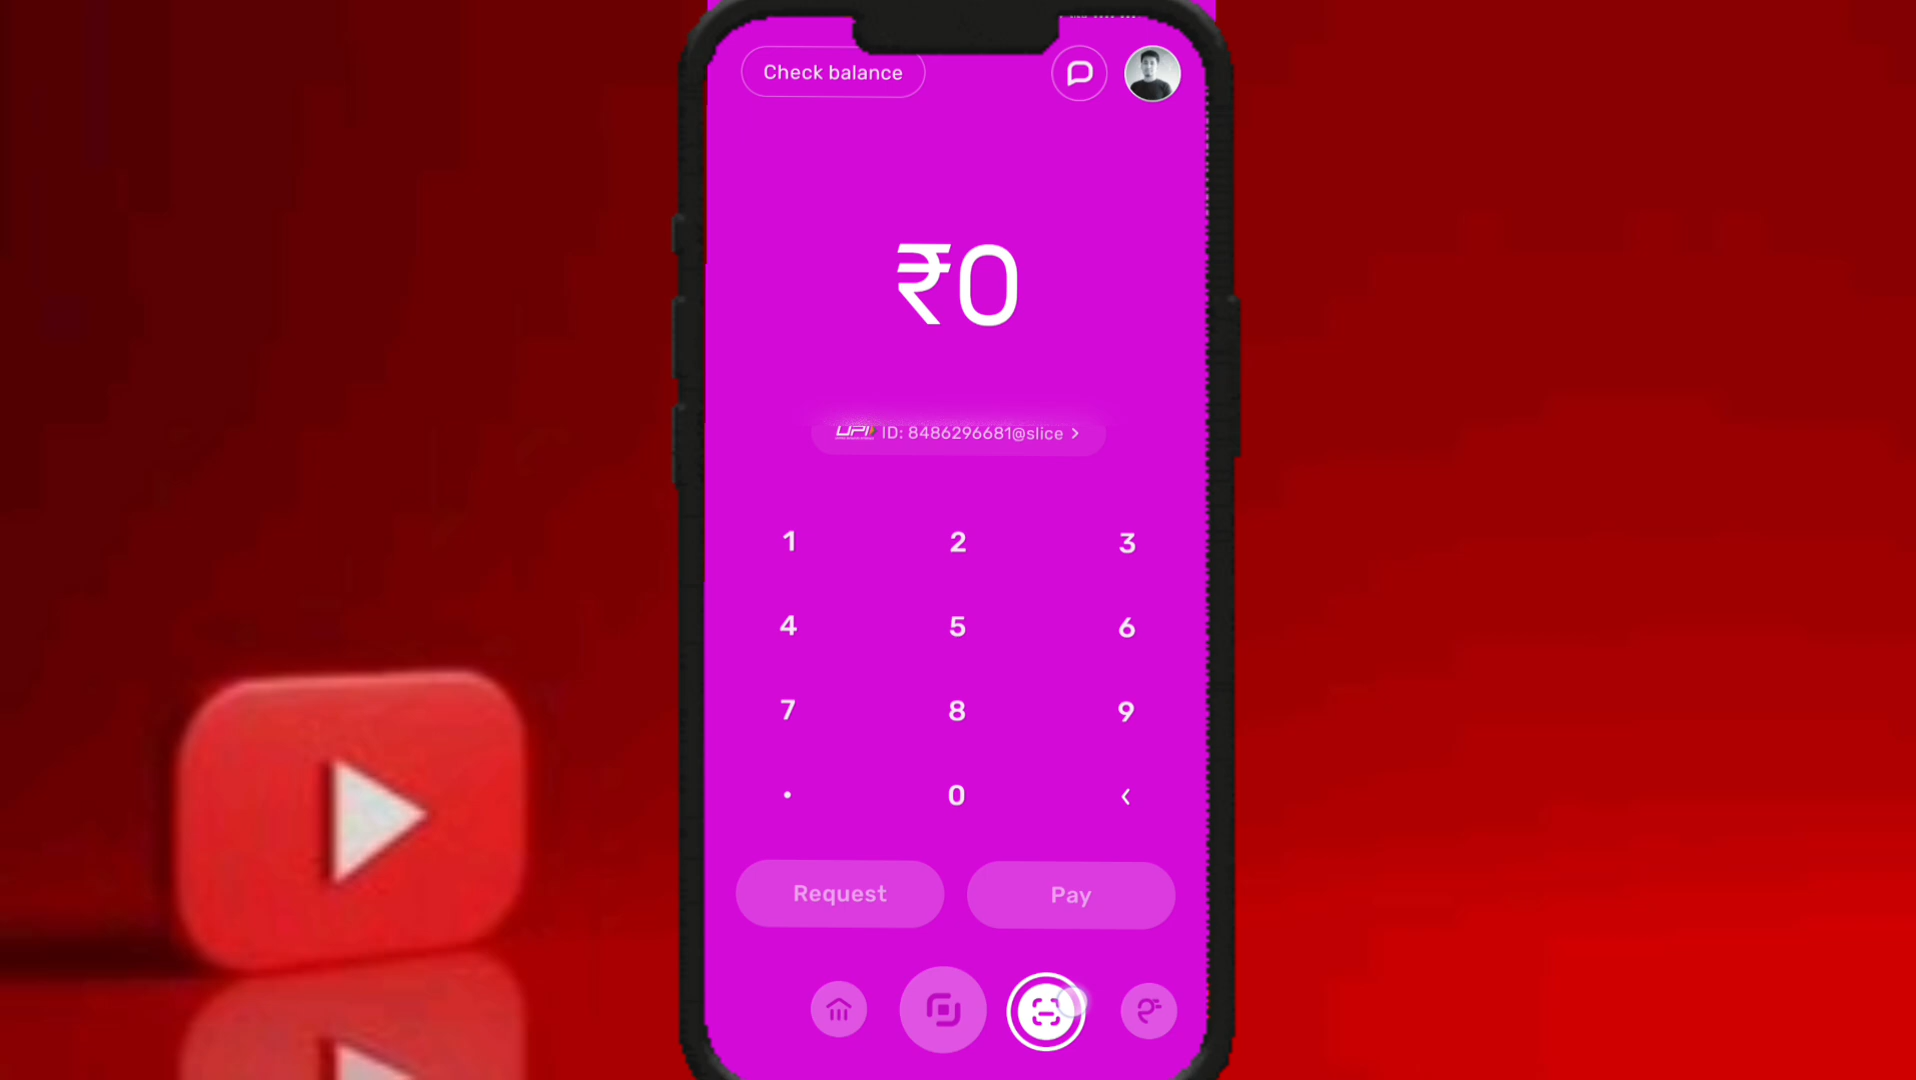 Check balance
₹0
UPI ID: 8486296681@slice >
1 2 3
4 5 6
7 8 9
. 0 <
Request Pay